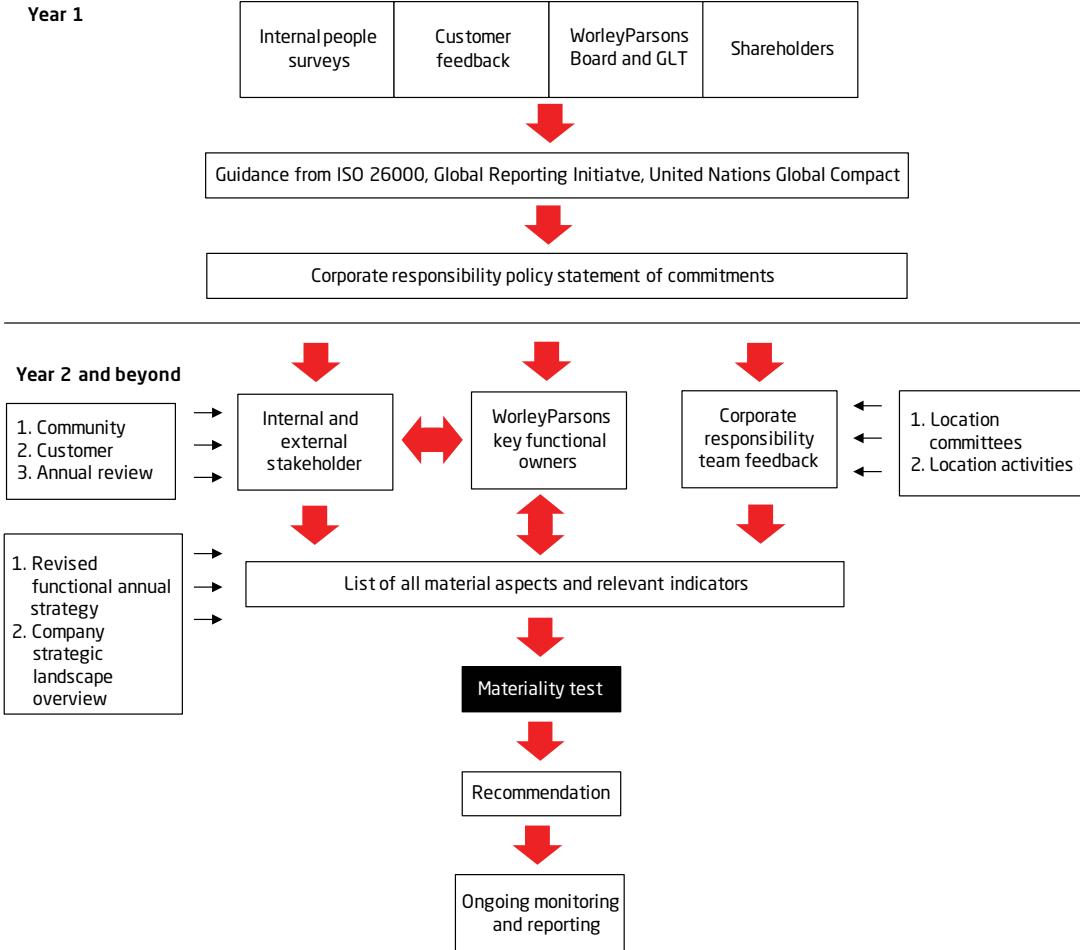 Year 1
Internal people
surveys
Customer
feedback
WorleyParsons
Board and GLT
Shareholders
Guidance from ISO 26000, Global Reporting Initiatve, United Nations Global Compact
Corporate responsibility policy statement of commitments
Year 2 and beyond
1. Community
2. Customer
3. Annual review
Internal and
external
stakeholder
WorleyParsons
key functional
owners
Corporate
responsibility
team feedback
1. Location
committees
2. Location activities
1. Revised
functional annual
strategy
2. Company
strategic
landscape
overview
List of all material aspects and relevant indicators
Materiality test
Recommendation
Ongoing monitoring
and reporting